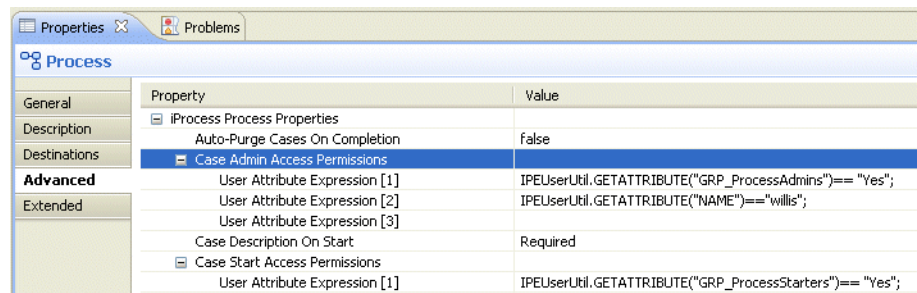 Properties Problems
Process
Property Value
General
iProcess Process Properties
Description
Auto-Purge Cases On Completion false
Destinations
Case Admin Access Permissions
Advanced
User Attribute Expression [1] IPEUserUtil.GETATTRIBUTE("GRP_ProcessAdmins")== "Yes";
Extended
User Attribute Expression [2] IPEUserUtil.GETATTRIBUTE("NAME")=="willis";
User Attribute Expression [3]
Case Description On Start Required
Case Start Access Permissions
User Attribute Expression [1] IPEUserUtil.GETATTRIBUTE("GRP_ProcessStarters")== "Yes";